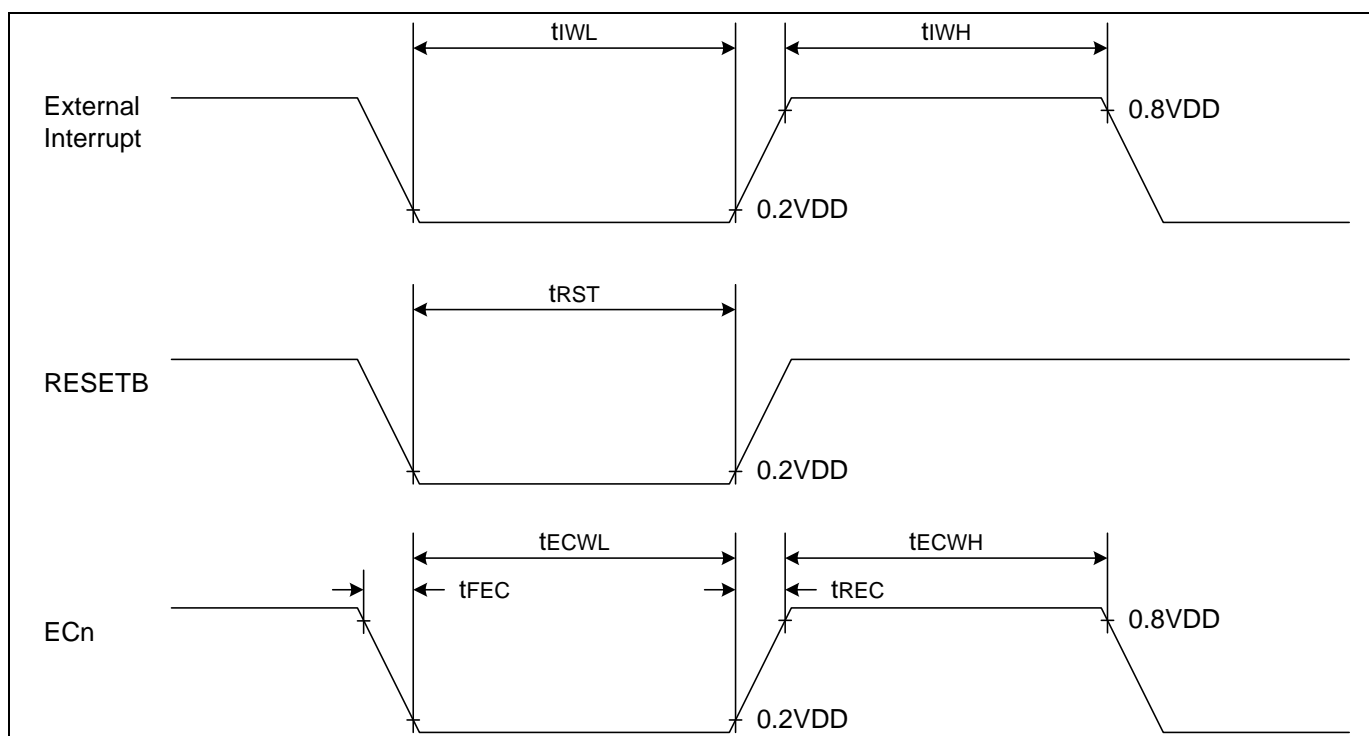 tIWL
tIWH
External
Interrupt
0.8VDD
0.2VDD
tRST
RESETB
0.2VDD
tECWL
tECWH
tFEC
tREC
ECn
0.8VDD
0.2VDD